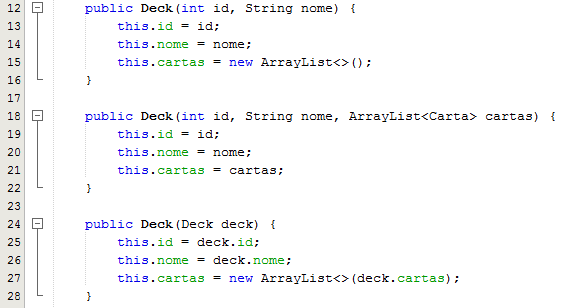 12 public Deck(int id, String nome) {
13 this.id = id;
14 this.nome = nome;
15 this.cartas = new ArrayList<>();
16 }
17
18 public Deck(int id, String nome, ArrayList<Carta> cartas) {
19 this.id = id;
20 this.nome = nome;
21 this.cartas = cartas;
22 }
23
24 public Deck(Deck deck) {
25 this.id = deck.id;
26 this.nome = deck.nome;
27 this.cartas = new ArrayList<>(deck.cartas);
28 }